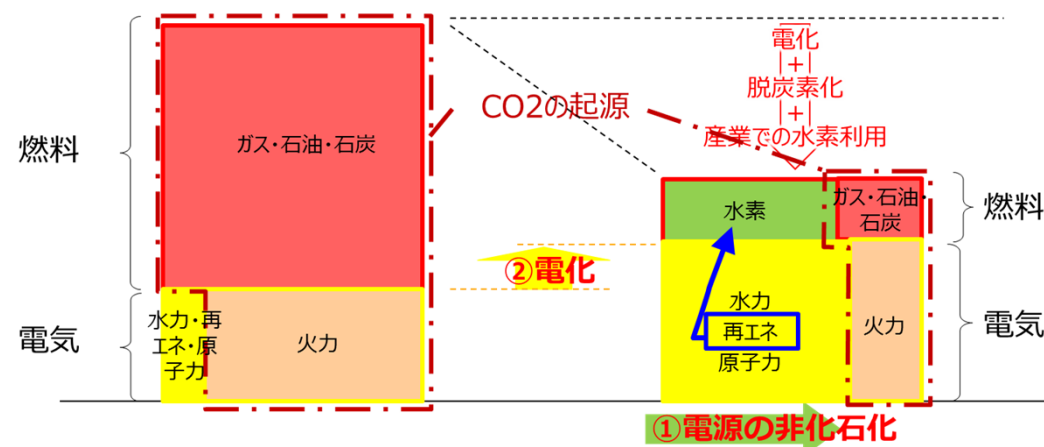 電化
+
脱炭素化
+
産業での水素利用
CO2の起源
燃料
ガス・石油・石炭
電気
水力・再
エネ・原
子力
火力
②電化
水素
ガス・石油・
石炭
燃料
水力
再エネ
原子力
火力
電気
①電源の非化石化